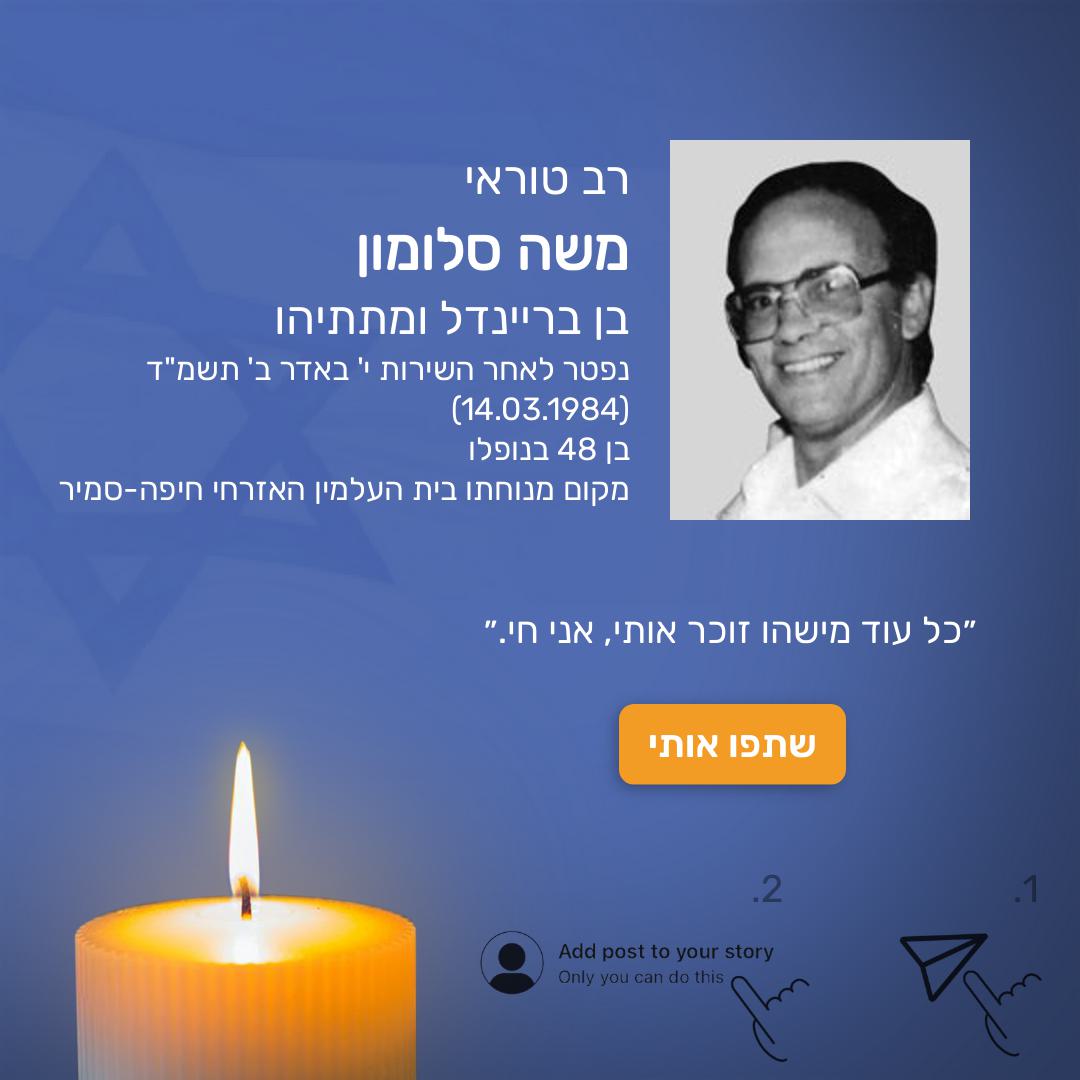 רב טוראי
משה סלומון
בן בריינדל ומתתיהו
נפטר לאחר השירות י' באדר ב' תשמ"ד
(14.03.1984)
בן 48 בנופלו
מקום מנוחתו בית העלמין האזרחי חיפה-סמיר
״כל עוד מישהו זוכר אותי, אני חי.״
שתפו אותי
1.
2.
Add post to your story
Only you can do this